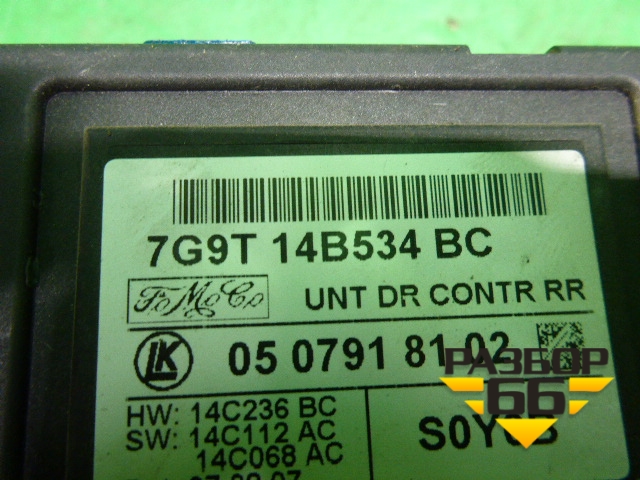 7G9T 14B534 BC
FoMoCo UNT DR CONTR RR
LK 05 0791 81 02
РАЗБОР
66
HW: 14C236 BC
SW: 14C112 AC
14C068 AC